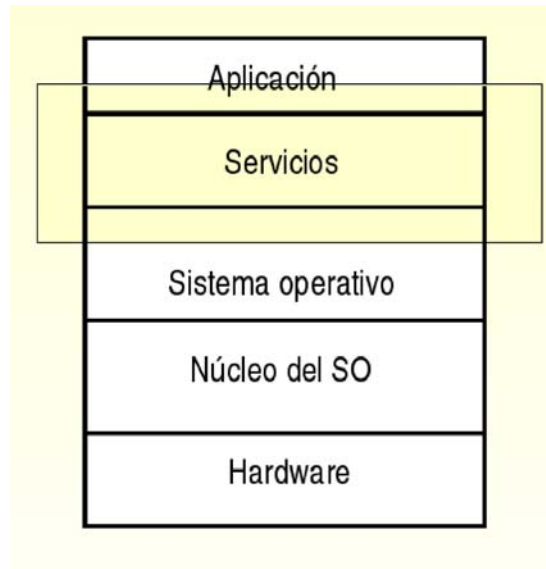 Aplicación
Servicios
Sistema operativo
Núcleo del SO
Hardware